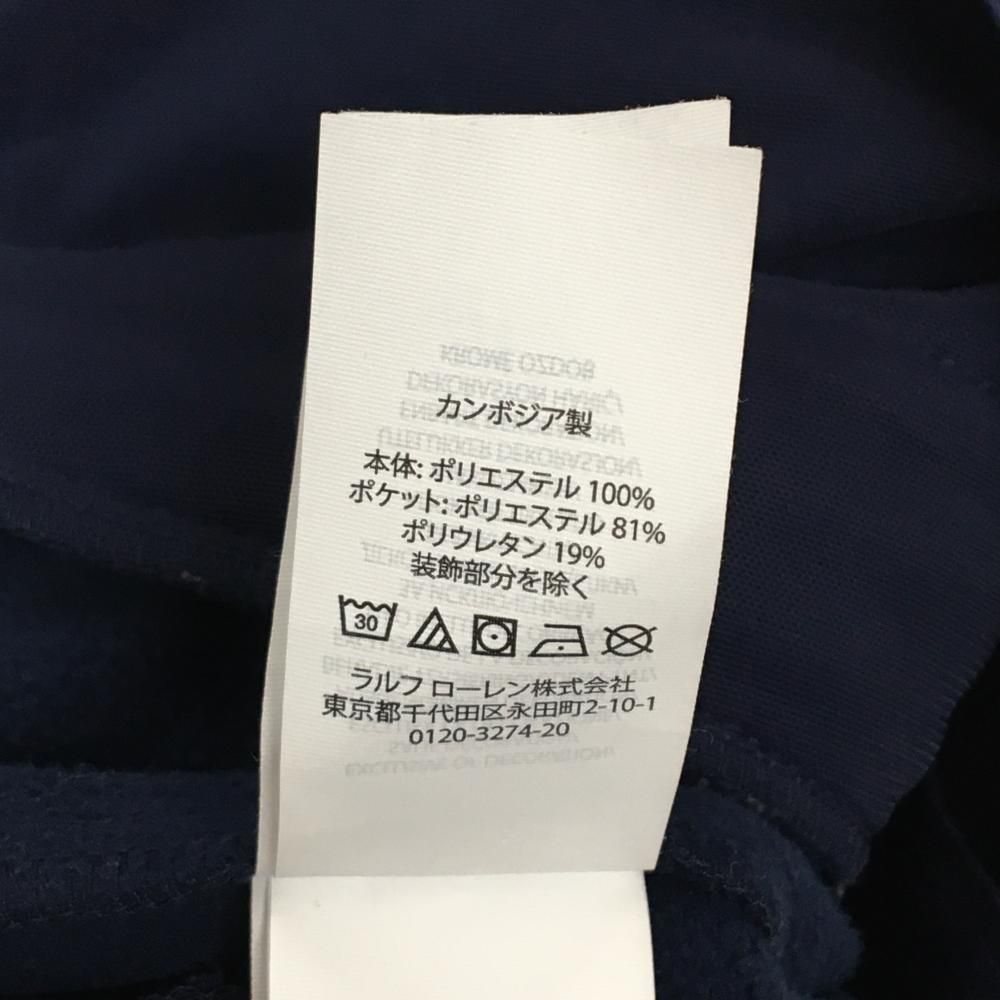 カンボジア製
本体: ポリエステル 100%
ポケット: ポリエステル 81%
ポリウレタン 19%
装飾部分を除く
30
ラルフ ローレン株式会社
東京都千代田区永田町2-10-1
0120-3274-20